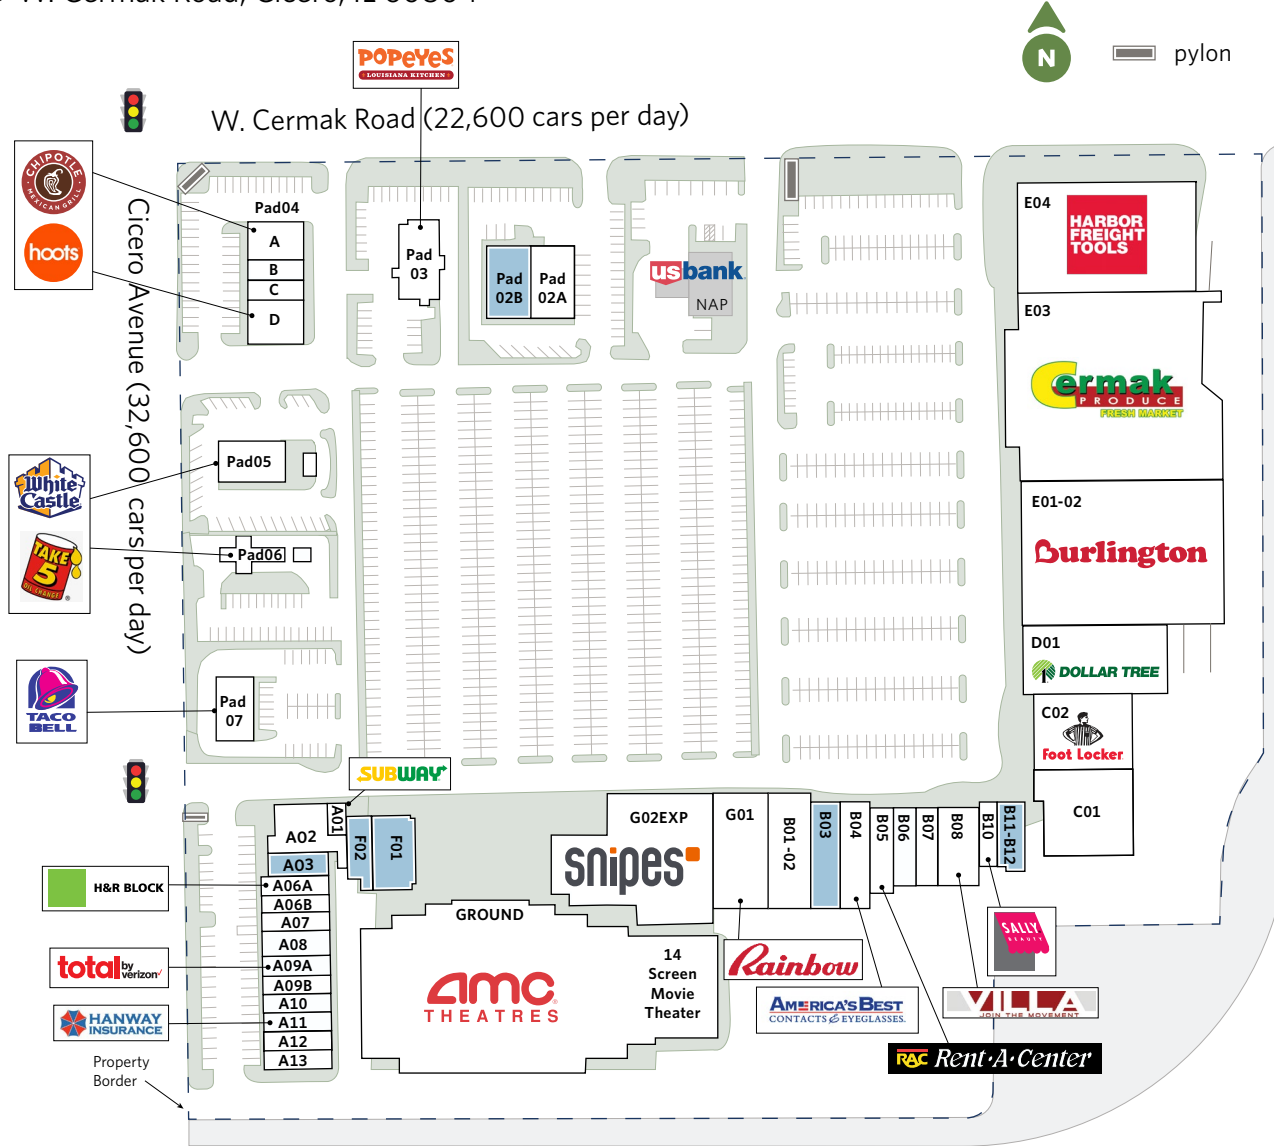 W. Cermak Road, Cicero, IL 60804
N
pylon
POPEYES
LOUISIANA KITCHEN
W. Cermak Road (22,600 cars per day)
CHIPOTLE
MEXICAN GRILL
hoots
Cicero Avenue (32,600 cars per day)
Pad04
A
B
C
D
Pad
03
Pad
02B
Pad
02A
usbank
NAP
E04
HARBOR
FREIGHT
TOOLS
E03
Cermak
PRODUCE
FRESH MARKET
White
Castle
Pad05
TAKE
5
OIL CHANGE
Pad06
E01-02
Burlington
D01
DOLLAR TREE
TACO
BELL
Pad
07
C02
Foot Locker
C01
SUBWAY
A01
A02
A03
F02
F01
G02EXP
snipes
G01
B01-02
B03
B04
B05
B06
B07
B08
B10
B11-B12
H&R BLOCK
A06A
A06B
A07
A08
total by verizon
A09A
A09B
A10
HANWAY
INSURANCE
A11
A12
A13
GROUND
amc
THEATRES
14
Screen
Movie
Theater
Rainbow
AMERICA'S BEST
CONTACTS & EYEGLASSES.
SALLY
BEAUTY
VILLA
JOIN THE MOVEMENT
RAC Rent-A-Center
Property
Border